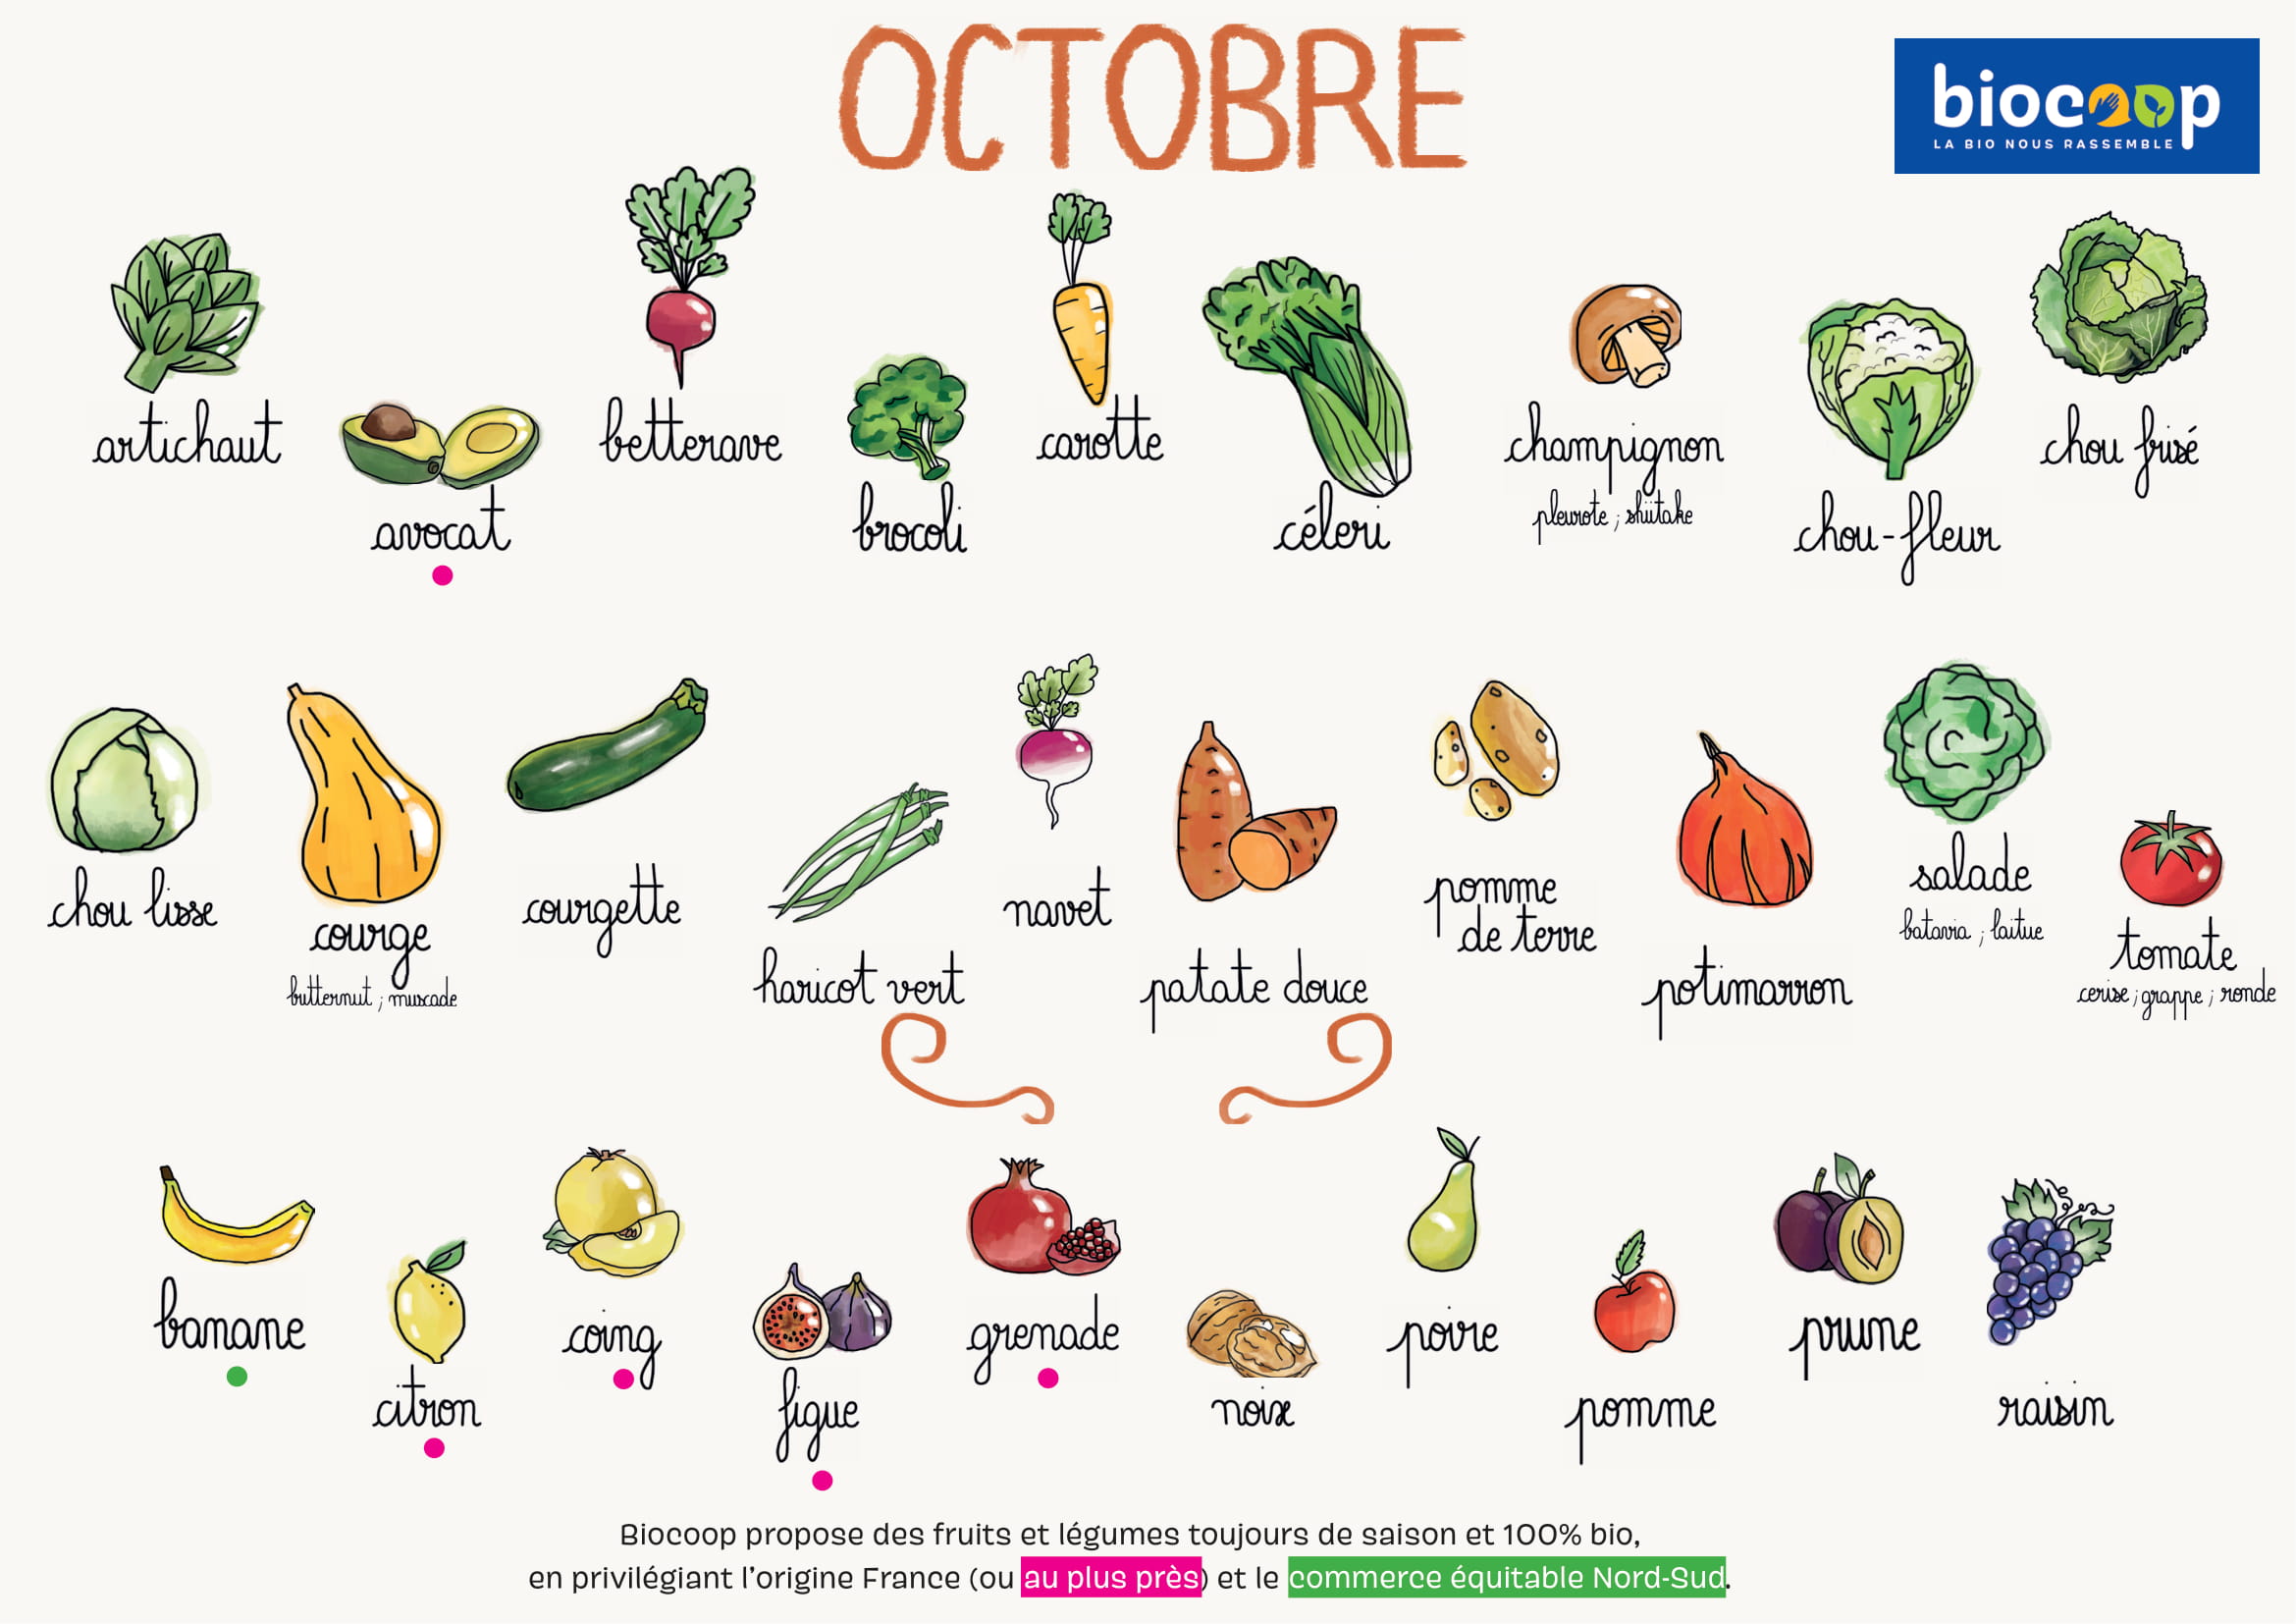 OCTOBRE
biocoop
LA BIO NOUS RASSEMBLE
artichaut
avocat
betterave
brocoli
carotte
céleri
champignon
pleurote ; shiitake
chou-fleur
chou frisé
chou lisse
courge
butternut ; muscade
courgette
haricot vert
navet
patate douce
pomme
de terre
potimarron
salade
batavia ; laitue
tomate
cerise ; grappe ; ronde
banane
citron
coing
figue
grenade
noix
poire
pomme
prune
raisin
Biocoop propose des fruits et légumes toujours de saison et 100% bio,
en privilégiant l'origine France (ou au plus près) et le commerce équitable Nord-Sud.